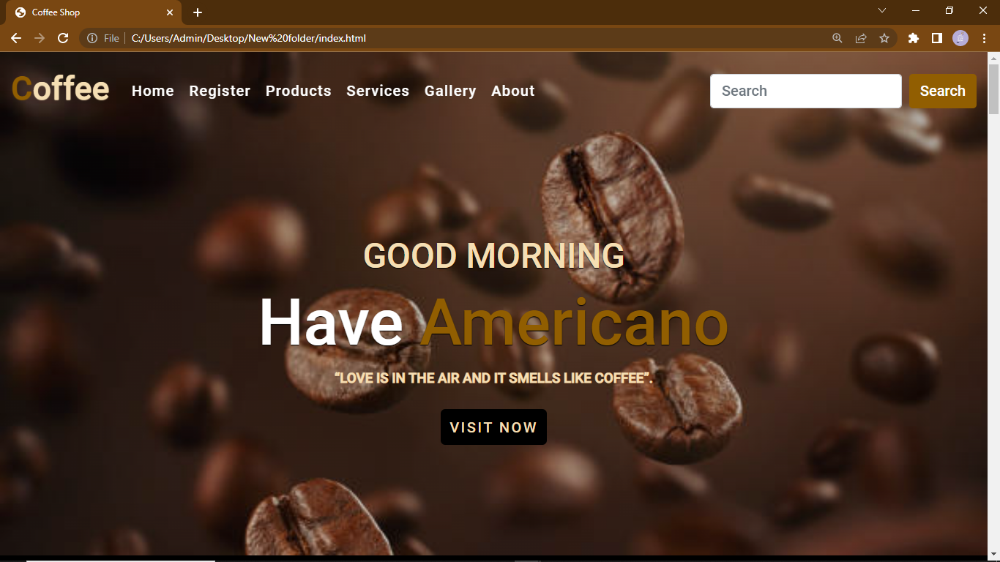 Coffee Shop
File C:/Users/Admin/Desktop/New%20folder/index.html
Coffee Home Register Products Services Gallery About Search Search
GOOD MORNING
Have Americano
“LOVE IS IN THE AIR AND IT SMELLS LIKE COFFEE”.
VISIT NOW